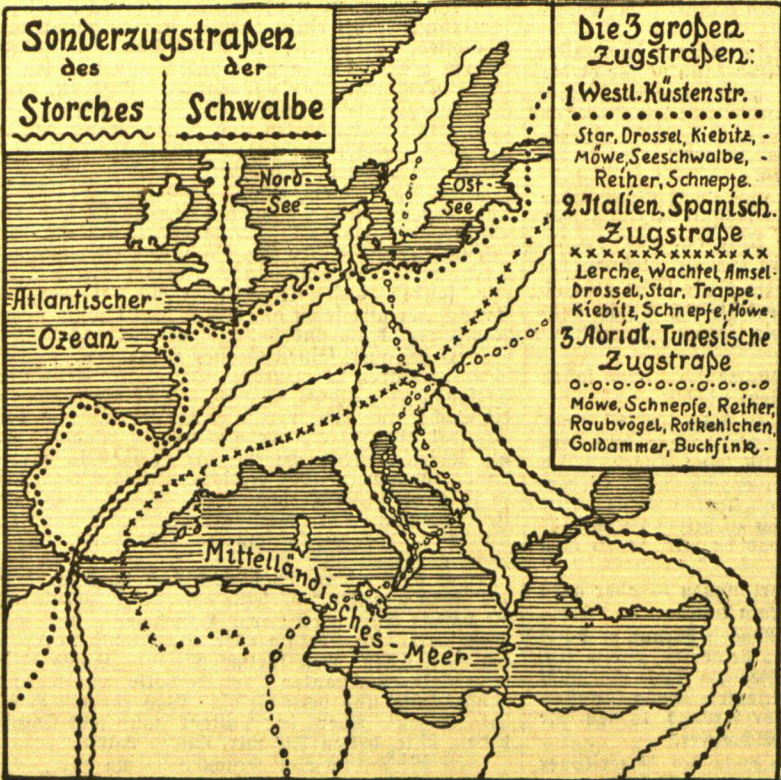 Sonderzugstraßen
des der
Storches Schwalbe
Die 3 großen
Zugstraßen:
1 Westl. Küstenstr.
Star, Drossel, Kiebitz, -
Möwe, Seeschwalbe, -
Reiher, Schnepfe.
2 Italien. Spanisch.
Zugstraße
Lerche, Wachtel, Amsel-
Drossel, Star, Trappe,
Kiebitz, Schnepfe, Möwe.
3 Adriat. Tunesische
Zugstraße
Möwe, Schnepfe, Reiher,
Raubvögel, Rotkehlchen,
Goldammer, Buchfink -
Nord-
See
Ost-
See
Atlantischer-
Ozean
Mittelländisches-Meer